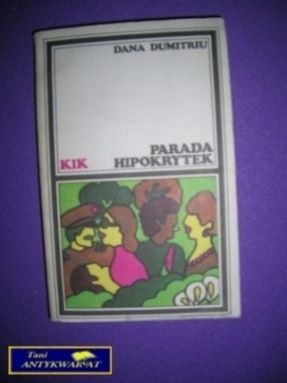 DANA DUMITRIU
PARADA
KIK HIPOKRYTEK
Tani
ANTYKWARIAT